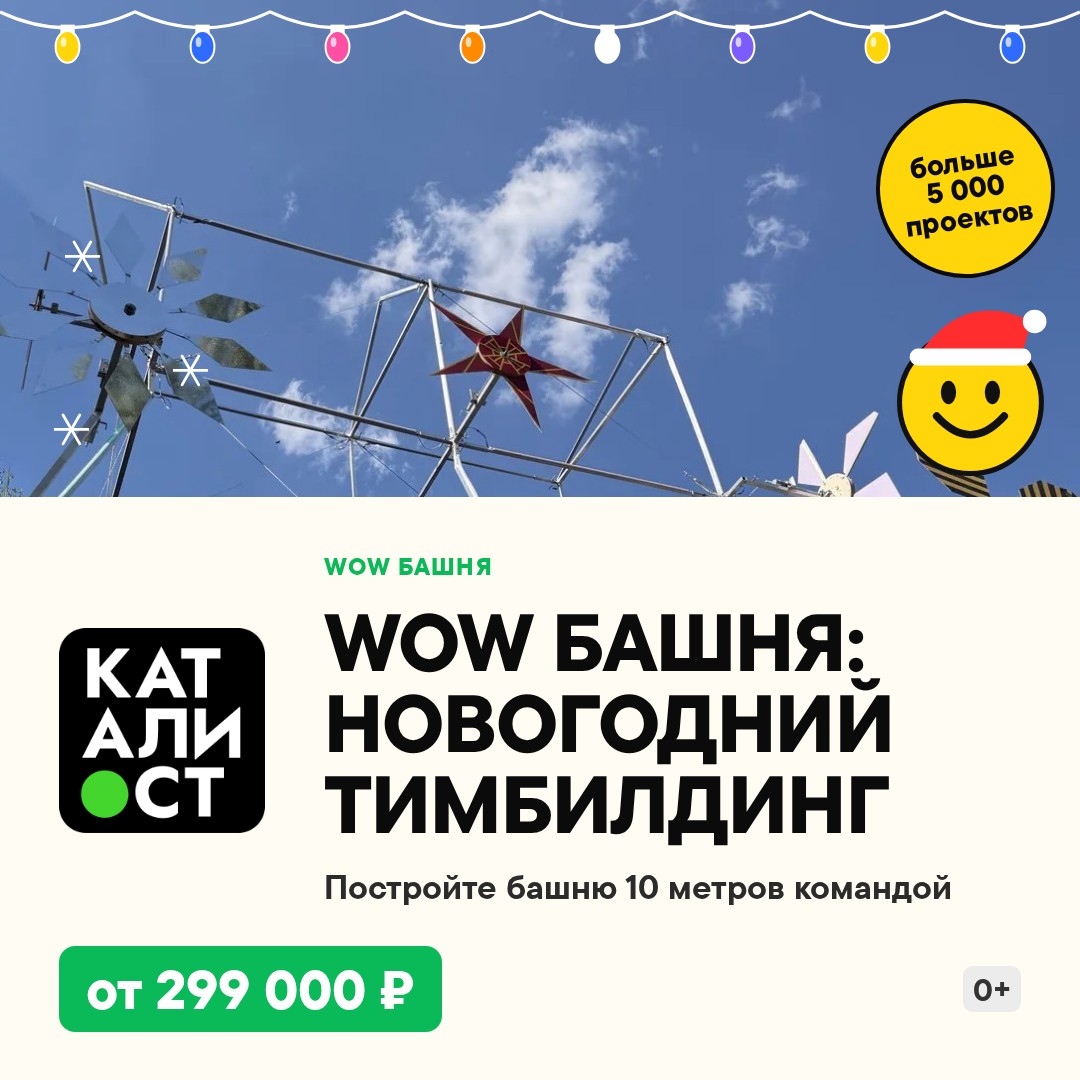 больше
5 000
проектов
WOW БАШНЯ
КАТ
АЛИ
СТ
WOW БАШНЯ:
НОВОГОДНИЙ
ТИМБИЛДИНГ
Постройте башню 10 метров командой
от 299 000 ₽
0+